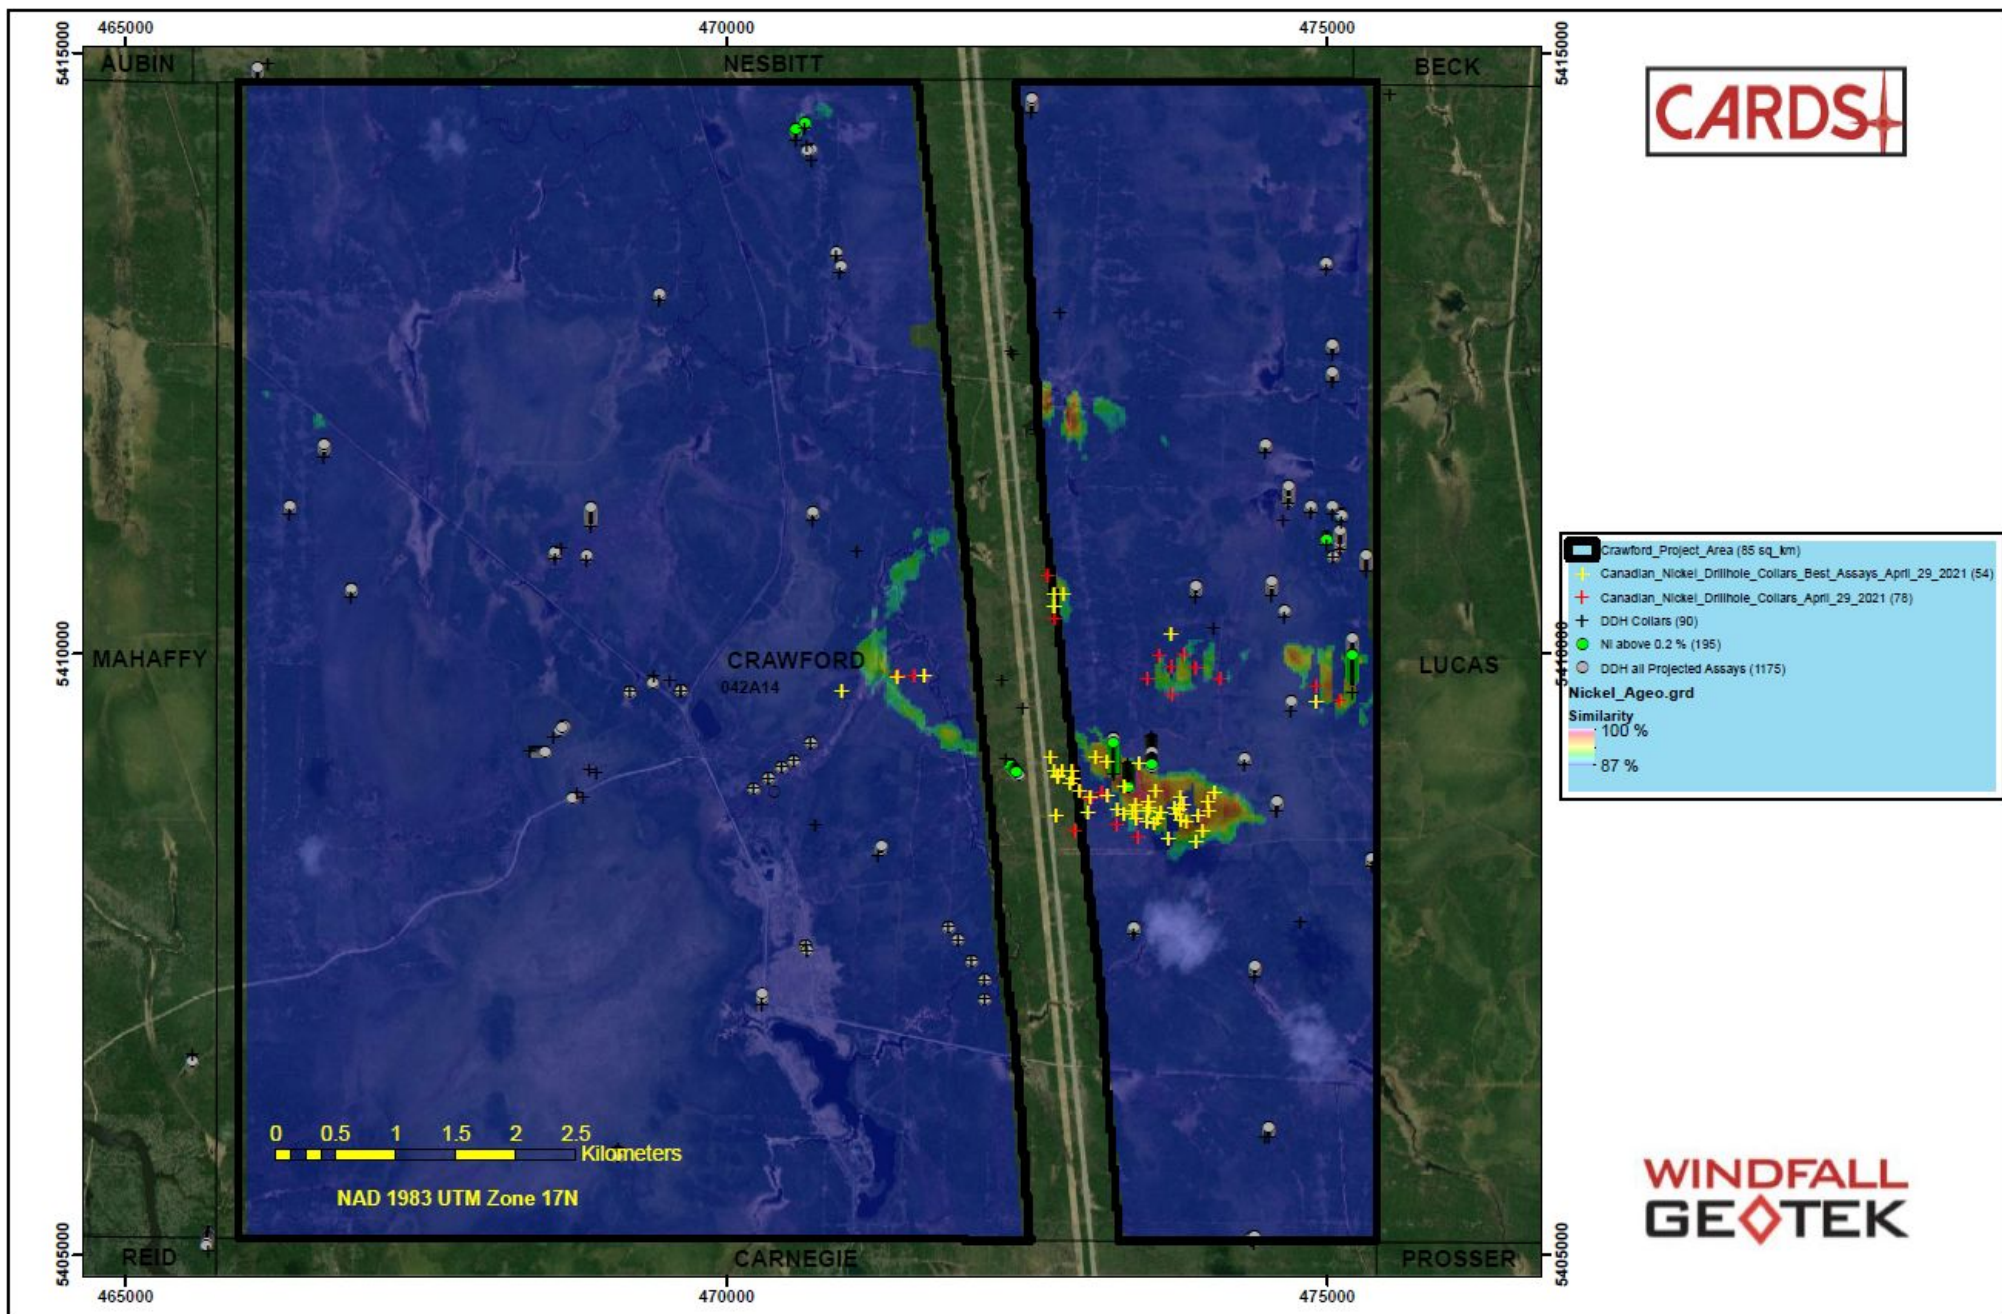 465000 470000 475000
5415000
5415000
AUBIN NESBITT BECK
CARDS
Crawford_Project_Area (85 sq_km)
Canadian_Nickel_Drillhole_Collars_Best_Assays_April_29_2021 (54)
Canadian_Nickel_Drillhole_Collars_April_29_2021 (78)
DDH Collars (90)
Ni above 0.2 % (195)
DDH all Projected Assays (1175)
Nickel_Ageo.grd
Similarity
100 %
87 %
5410000
5410000
MAHAFFY CRAWFORD LUCAS
042A14
0 0.5 1 1.5 2 2.5
Kilometers
NAD 1983 UTM Zone 17N
WINDFALL
GEOTEK
5405000
5405000
REID CARNEGIE PROSSER
465000 470000 475000